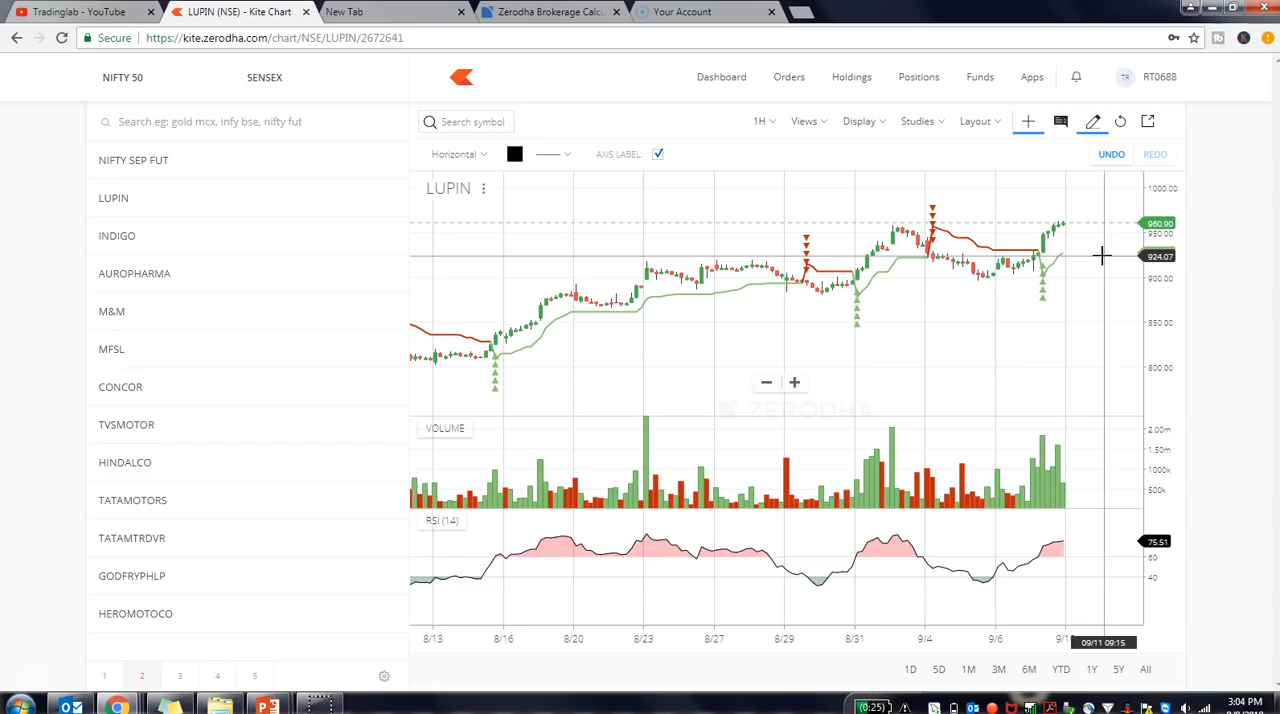 Tradinglab - YouTube
LUPIN (NSE) - Kite Chart
New Tab
Zerodha Brokerage Calcu
Your Account
Secure
https://kite.zerodha.com/chart/NSE/LUPIN/2672641
NIFTY 50
SENSEX
Dashboard
Orders
Holdings
Positions
Funds
Apps
TR
RT0688
Search eg: gold mcx, infy bse, nifty fut
NIFTY SEP FUT
LUPIN
INDIGO
AUROPHARMA
M&M
MFSL
CONCOR
TVSMOTOR
HINDALCO
TATAMOTORS
TATAMTRDVR
GODFRYPHLP
HEROMOTOCO
1 2 3 4 5
Search symbol
1H
Views
Display
Studies
Layout
Horizontal
AXIS LABEL:
UNDO
REDO
LUPIN
1000.00
960.90
950.00
924.07
900.00
850.00
800.00
ZERODHA
VOLUME
2.00m
1.50m
1000k
500k
RSI (14)
75.51
60
40
8/13 8/16 8/20 8/23 8/27 8/29 8/31 9/4 9/6
09/11 09:15
1D 5D 1M 3M 6M YTD 1Y 5Y All
(0:25)
3:04 PM